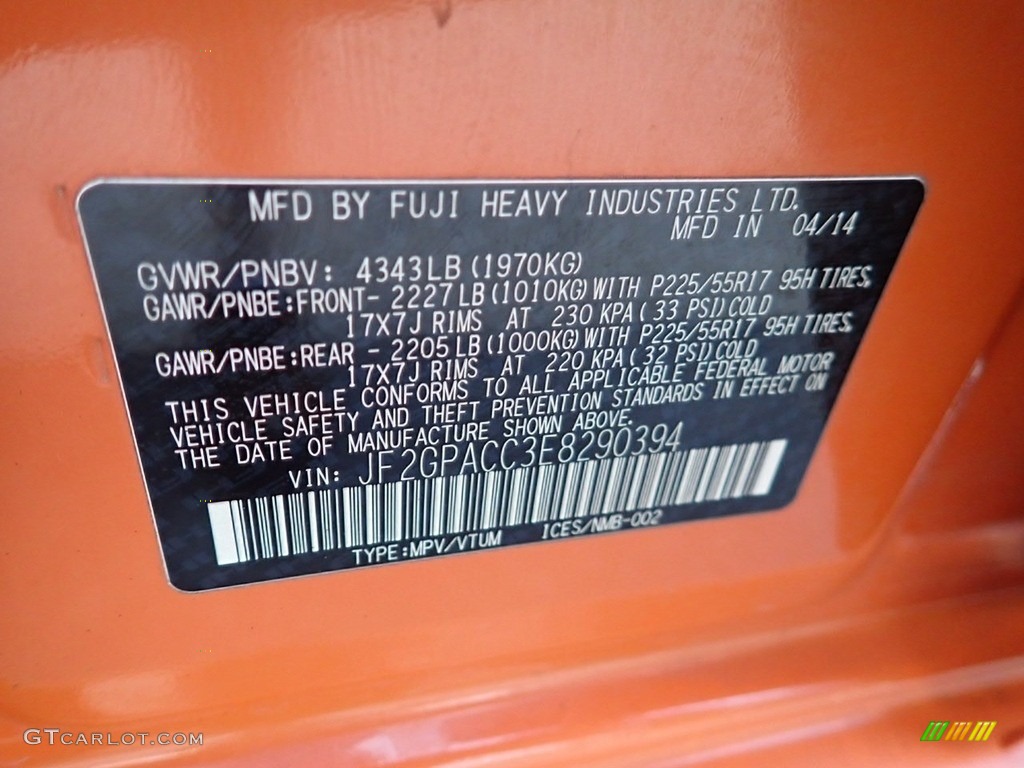 MFD BY FUJI HEAVY INDUSTRIES LTD.
MFD IN 04/14
GVWR/PNBV: 4343LB (1970KG)
GAWR/PNBE:FRONT- 2227LB (1010KG) WITH P225/55R17 95H TIRES,
17X7J RIMS AT 230 KPA ( 33 PSI) COLD
GAWR/PNBE:REAR - 2205LB (1000KG) WITH P225/55R17 95H TIRES,
17X7J RIMS AT 220 KPA ( 32 PSI) COLD
THIS VEHICLE CONFORMS TO ALL APPLICABLE FEDERAL MOTOR
VEHICLE SAFETY AND THEFT PREVENTION STANDARDS IN EFFECT ON
THE DATE OF MANUFACTURE SHOWN ABOVE.
VIN: JF2GPACC3E8290394
TYPE:MPV/VTUM ICES/NMB-002
GTCARLOT.COM